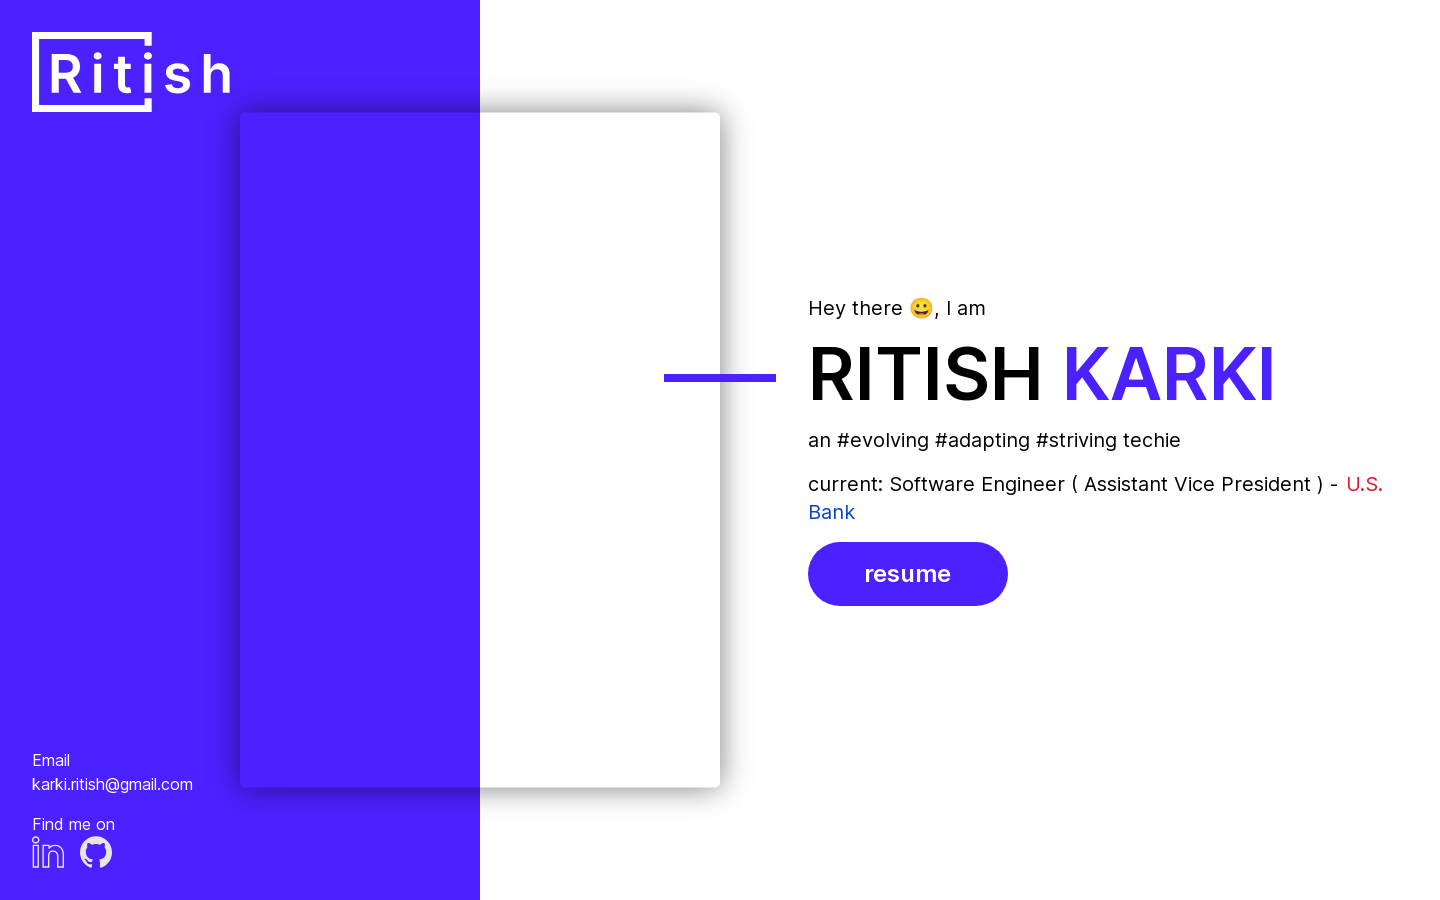 Ritish
Hey there 😀, I am
RITISH KARKI
an #evolving #adapting #striving techie
current: Software Engineer ( Assistant Vice President ) - U.S.
Bank
resume
Email
karki.ritish@gmail.com
Find me on
in